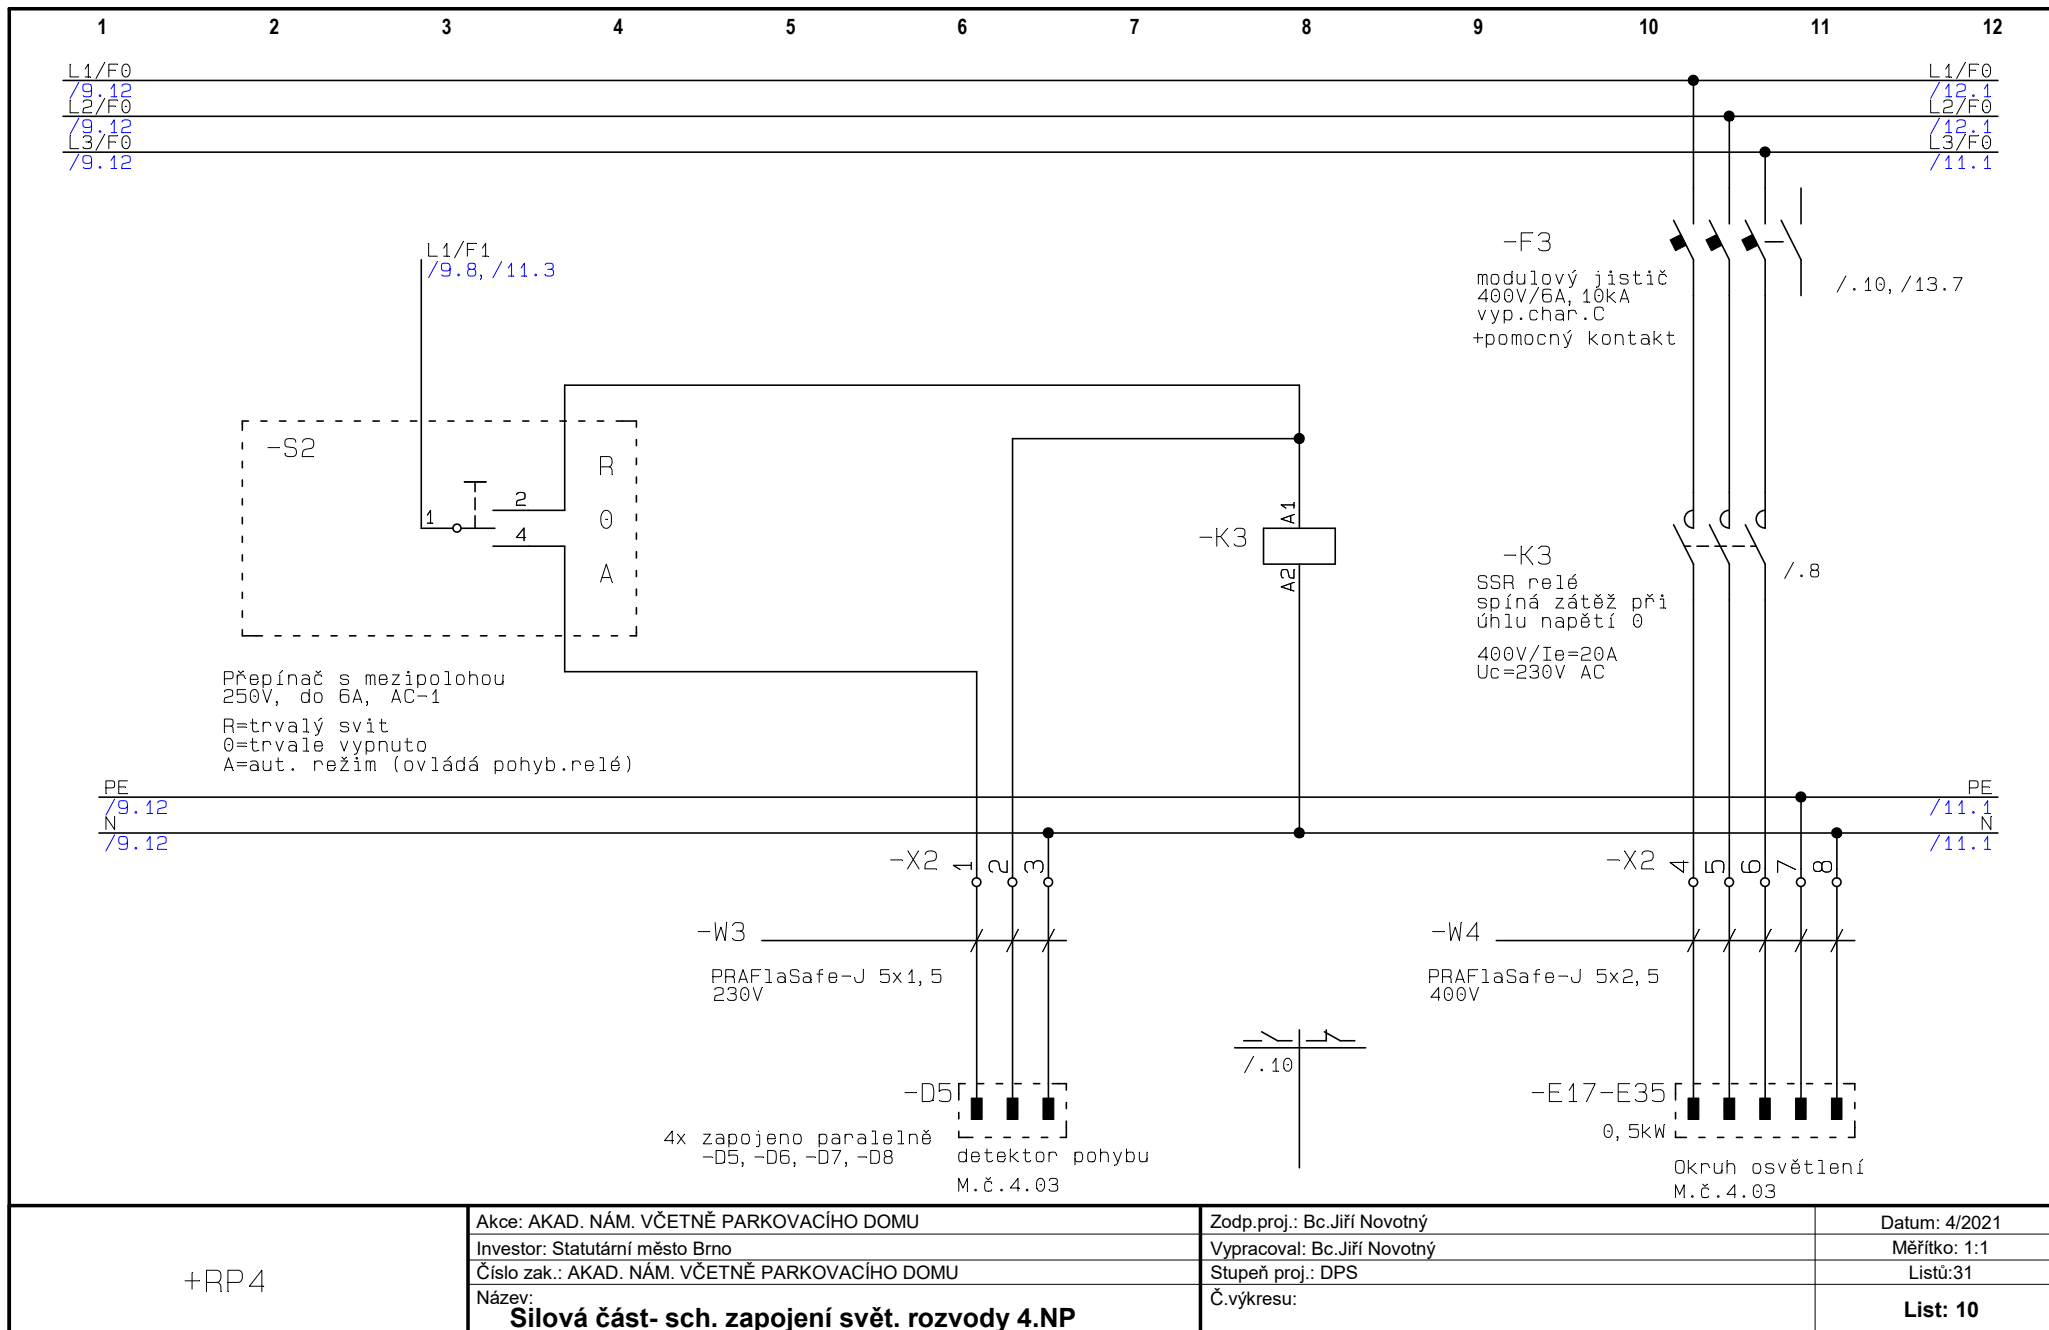 1 2 3 4 5 6 7 8 9 10 11 12
L1/F0
/9.12
L2/F0
/9.12
L3/F0
/9.12
L1/F0
/12.1
L2/F0
/12.1
L3/F0
/11.1
L1/F1
/9.8, /11.3
-F3
modulový jistič
400V/6A, 10kA
vyp.char.C
+pomocný kontakt
/.10, /13.7
-S2
R
0
A
1
2
4
Přepínač s mezipolohou
250V, do 6A, AC-1
R=trvalý svit
0=trvale vypnuto
A=aut. režim (ovládá pohyb.relé)
-K3
A1
A2
-K3
SSR relé
spíná zátěž při
úhlu napětí 0
400V/Ie=20A
Uc=230V AC
/.8
PE
/9.12
N
/9.12
PE
/11.1
N
/11.1
-X2 1 2 3
-X2 4 5 6 7 8
-W3
PRAFlaSafe-J 5x1,5
230V
-W4
PRAFlaSafe-J 5x2,5
400V
/.10
-D5
4x zapojeno paralelně
-D5, -D6, -D7, -D8
detektor pohybu
M.č.4.03
-E17-E35
0,5kW
Okruh osvětlení
M.č.4.03
+RP4
Akce: AKAD. NÁM. VČETNĚ PARKOVACÍHO DOMU
Investor: Statutární město Brno
Číslo zak.: AKAD. NÁM. VČETNĚ PARKOVACÍHO DOMU
Název:
Silová část- sch. zapojení svět. rozvody 4.NP
Zodp.proj.: Bc.Jiří Novotný
Vypracoval: Bc.Jiří Novotný
Stupeň proj.: DPS
Č.výkresu:
Datum: 4/2021
Měřítko: 1:1
Listů:31
List: 10